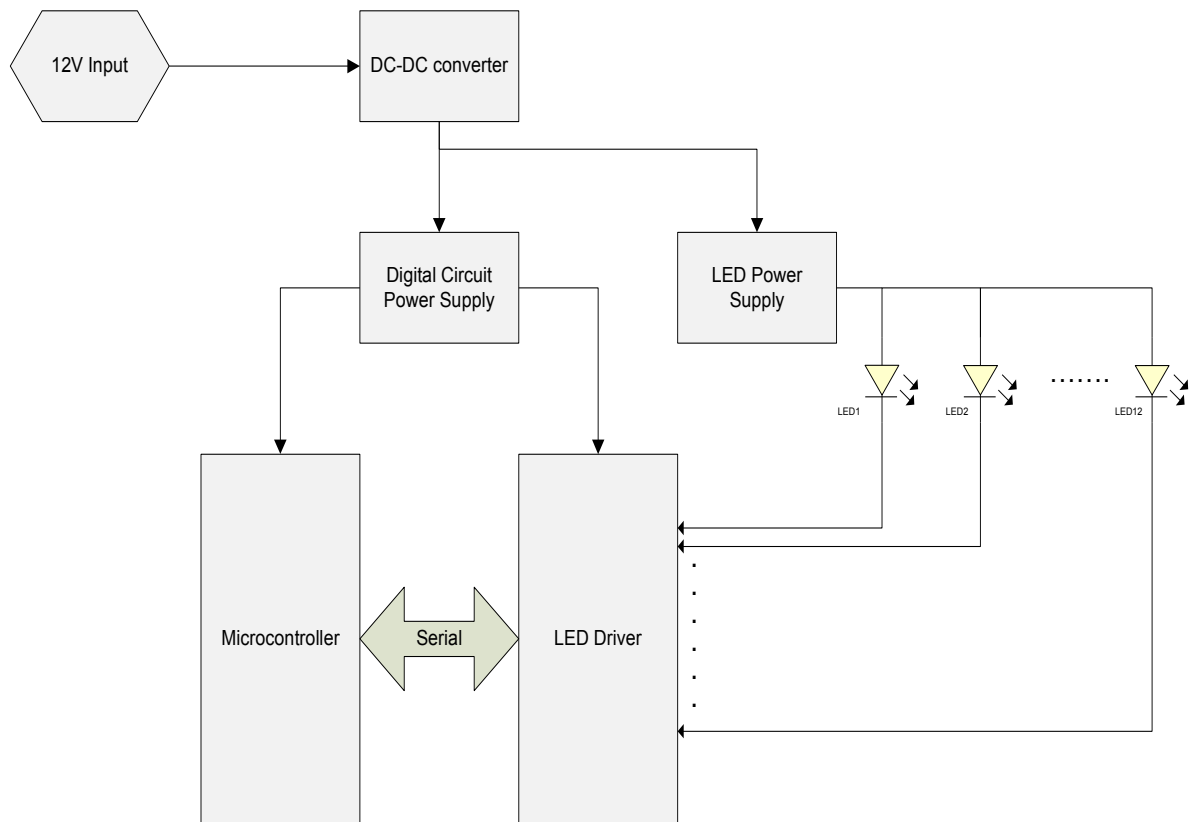 12V Input
DC-DC converter
Digital Circuit
Power Supply
LED Power
Supply
LED1
LED2
.......
LED12
Microcontroller
Serial
LED Driver